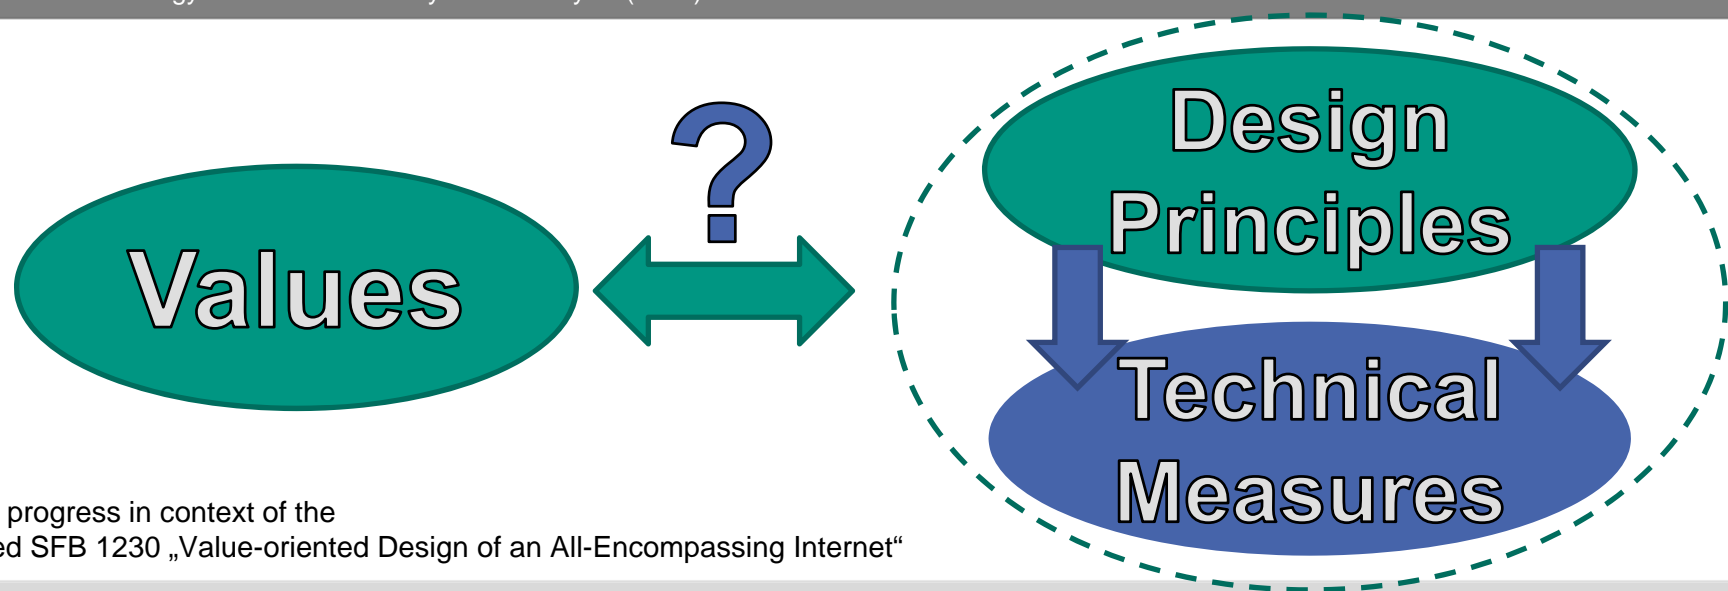 ?
Values
Design
Principles
Technical
Measures
progress in context of the
SFB 1230 „Value-oriented Design of an All-Encompassing Internet“